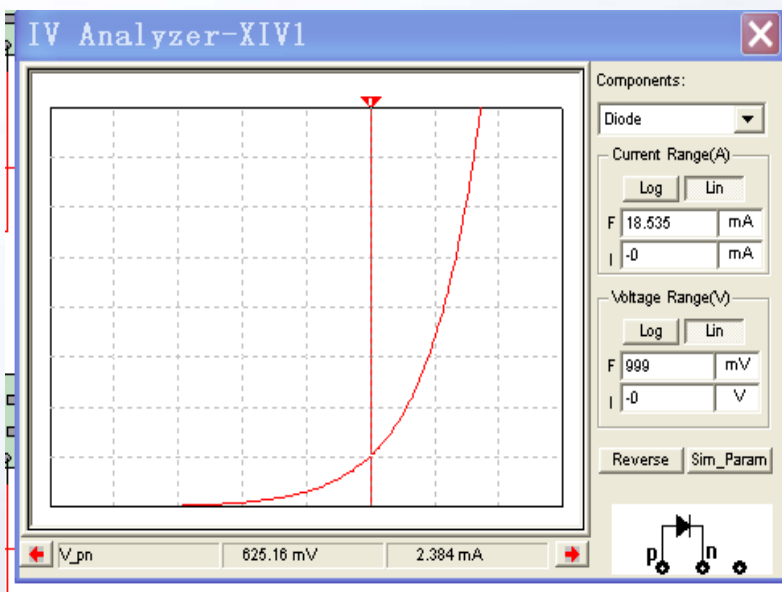 IV Analyzer-XIV1
Components:
Diode
Current Range(A)
Log Lin
F 18.535 mA
I -0 mA
Voltage Range(V)
Log Lin
F 999 mV
I -0 V
Reverse Sim_Param
p n
V_pn 625.16 mV 2.384 mA